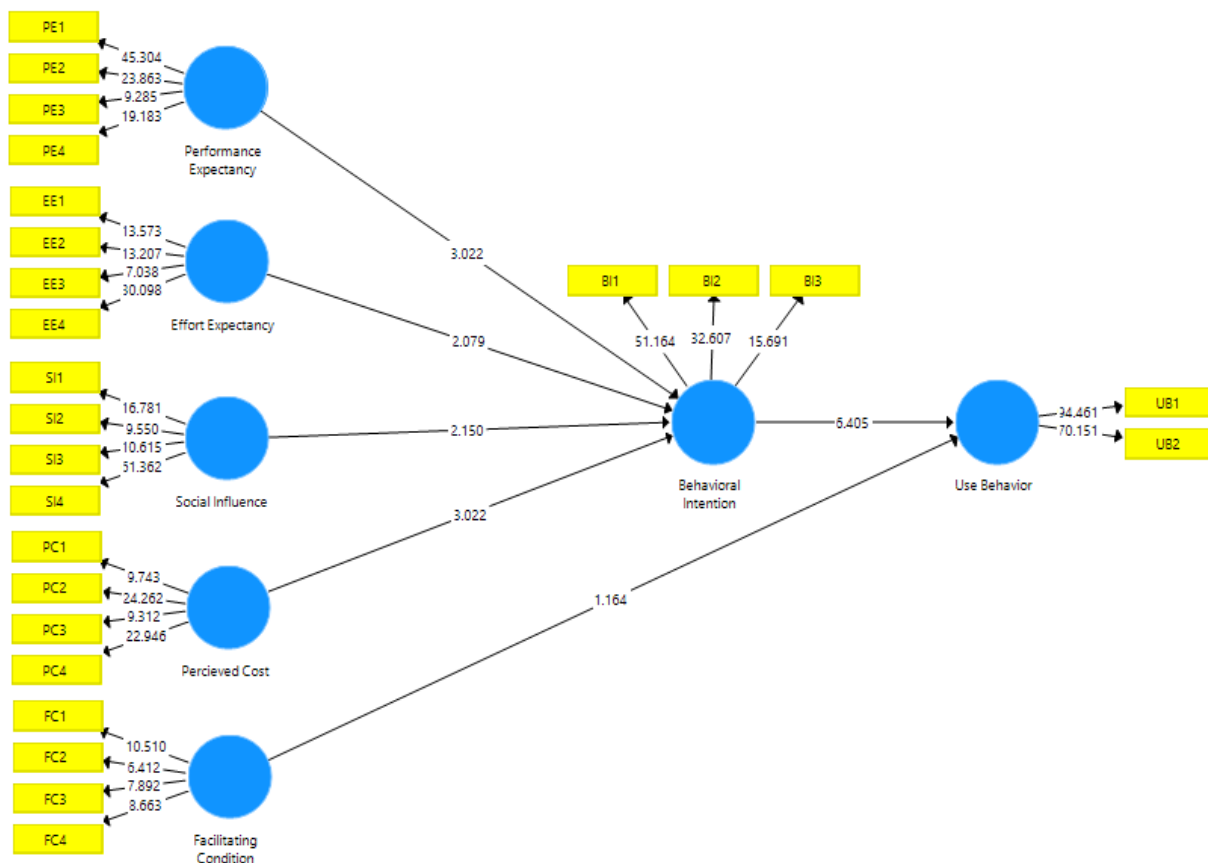 PE1
PE2
PE3
PE4
45.304
23.863
9.285
19.183
Performance
Expectancy
EE1
EE2
EE3
EE4
13.573
13.207
7.038
30.098
Effort Expectancy
SI1
SI2
SI3
SI4
16.781
9.550
10.615
51.362
Social Influence
PC1
PC2
PC3
PC4
9.743
24.262
9.312
22.946
Percieved Cost
FC1
FC2
FC3
FC4
10.510
6.412
7.892
8.663
Facilitating
Condition
3.022
2.079
2.150
3.022
1.164
BI1
BI2
BI3
51.164
32.607
15.691
Behavioral
Intention
6.405
Use Behavior
94.461
70.151
UB1
UB2